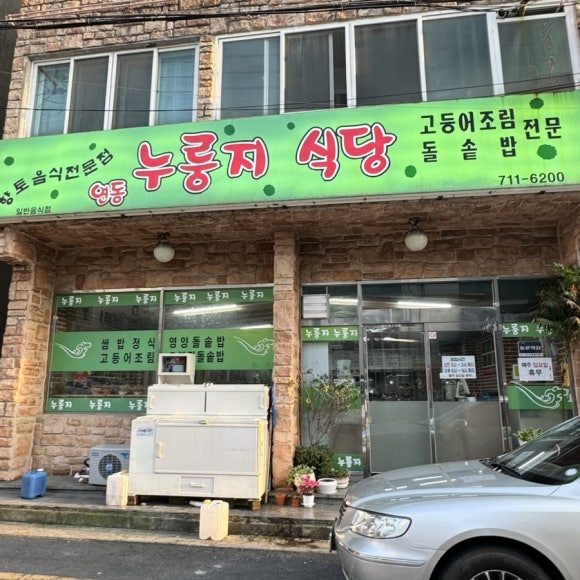 향토음식전문점
일반음식점
연동
누룽지 식당
고등어조림
돌솥밥
전문
711-6200
누룽지 누룽지 누룽지 누룽지
쌈밥정식
고등어조림
영양돌솥밥
돌솥밥
누룽지 누룽지
누룽지 누룽지
누룽지
누룽지
매주 일요일
휴무